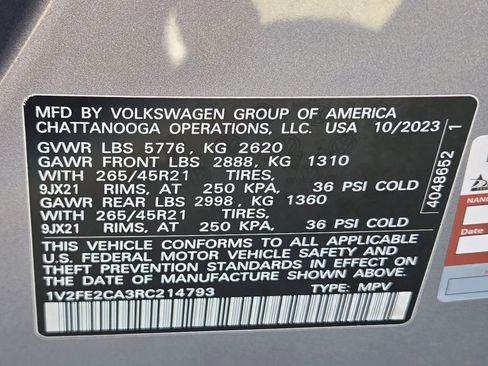 MFD BY VOLKSWAGEN GROUP OF AMERICA
CHATTANOOGA OPERATIONS, LLC. USA 10/2023
GVWR LBS 5776, KG 2620
GAWR FRONT LBS 2888, KG 1310
WITH 265/45R21 TIRES,
9JX21 RIMS, AT 250 KPA, 36 PSI COLD
GAWR REAR LBS 2998, KG 1360
WITH 265/45R21 TIRES,
9JX21 RIMS, AT 250 KPA, 36 PSI COLD
THIS VEHICLE CONFORMS TO ALL APPLICABLE
U.S. FEDERAL MOTOR VEHICLE SAFETY AND
THEFT PREVENTION STANDARDS IN EFFECT ON
THE DATE OF MANUFACTURE SHOWN ABOVE.
1V2FE2CA3RC214793 TYPE: MPV
4048652 1
Date